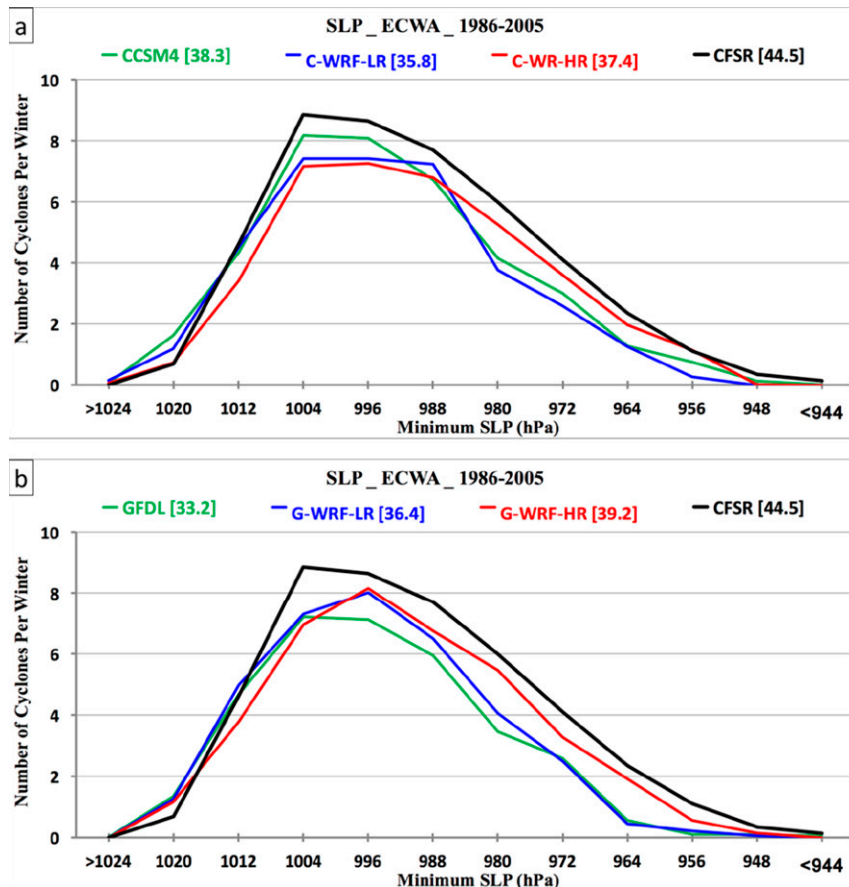 a
SLP _ ECWA _ 1986-2005
CCSM4 [38.3] C-WRF-LR [35.8] C-WR-HR [37.4] CFSR [44.5]
Number of Cyclones Per Winter
10
8
6
4
2
0
>1024 1020 1012 1004 996 988 980 972 964 956 948 <944
Minimum SLP (hPa)
b
SLP _ ECWA _ 1986-2005
GFDL [33.2] G-WRF-LR [36.4] G-WRF-HR [39.2] CFSR [44.5]
Number of Cyclones Per Winter
10
8
6
4
2
0
>1024 1020 1012 1004 996 988 980 972 964 956 948 <944
Minimum SLP (hPa)